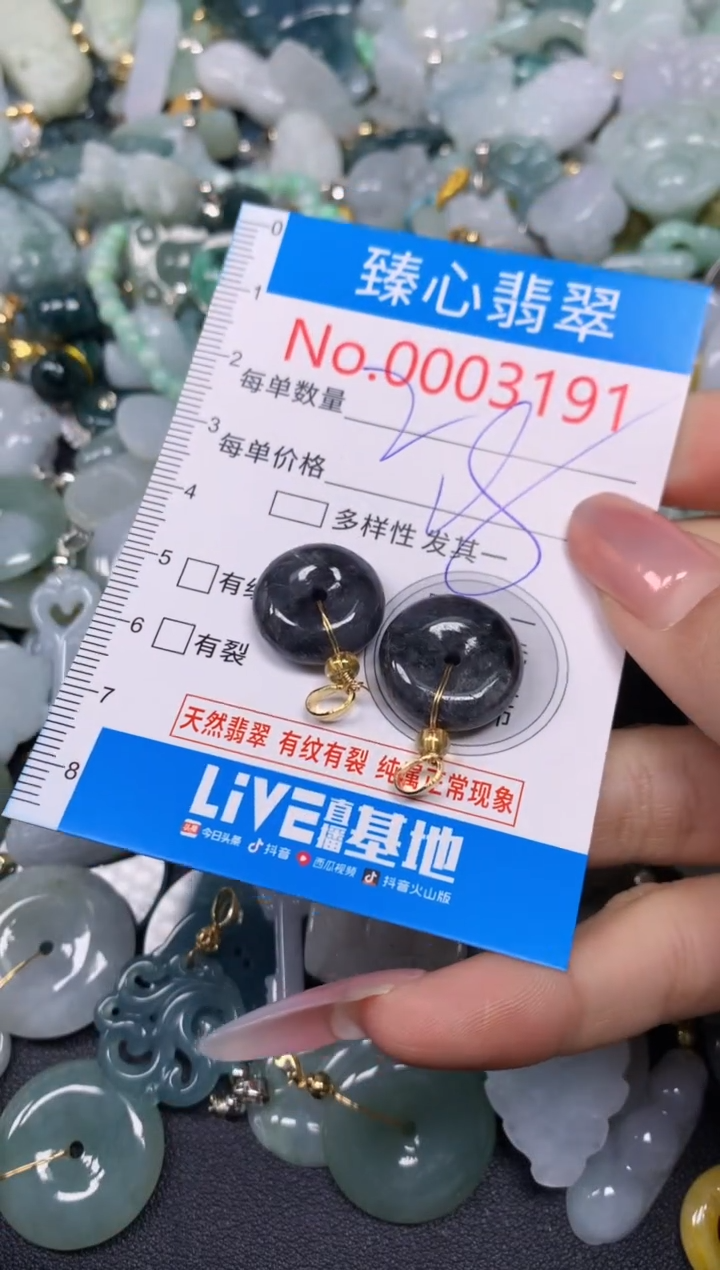 臻心翡翠
No.0003191
每单数量
每单价格
多样性 发其一
有
有裂
天然翡翠 有纹有裂 纯属正常现象
LiVE直播基地
今日头条 抖音 西瓜视频 抖音火山版
0
1
2
3
4
5
6
7
8